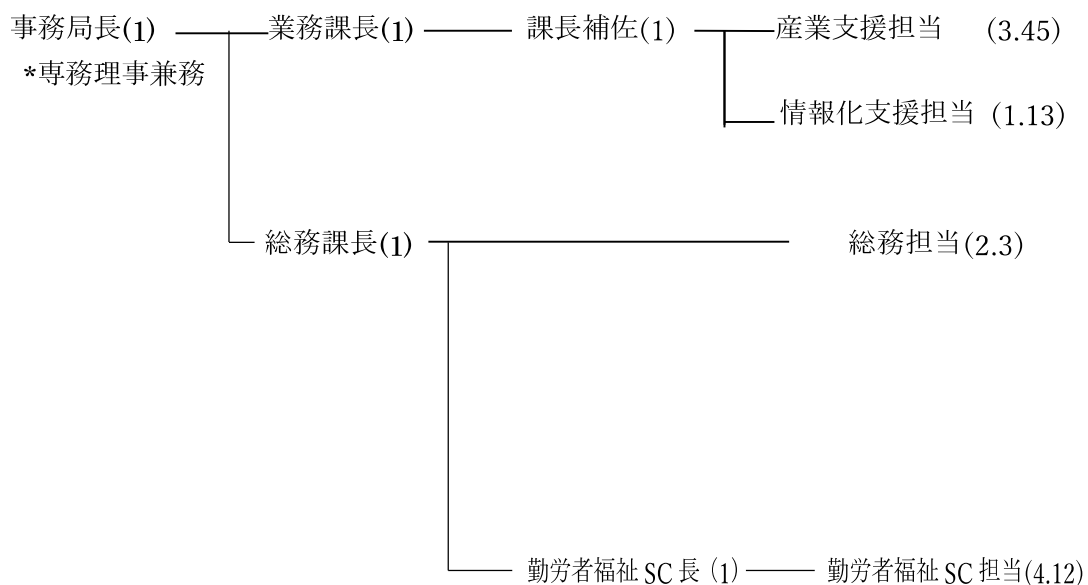 事務局長(1) 業務課長(1) 課長補佐(1) 産業支援担当 (3.45)
*専務理事兼務
情報化支援担当 (1.13)
総務課長(1) 総務担当(2.3)
勤労者福祉 SC 長 (1) 勤労者福祉 SC 担当(4.12)